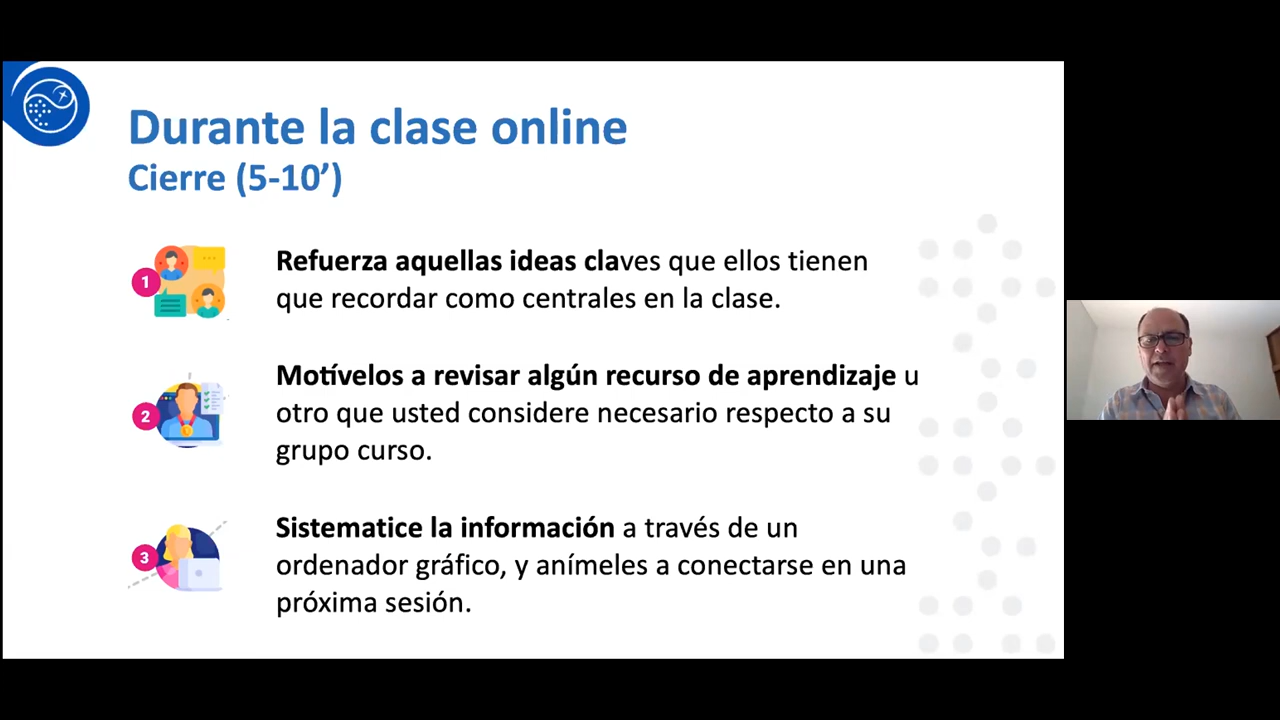 Durante la clase online
Cierre (5-10’)
1
Refuerza aquellas ideas claves que ellos tienen
que recordar como centrales en la clase.
2
Motívelos a revisar algún recurso de aprendizaje u
otro que usted considere necesario respecto a su
grupo curso.
3
Sistematice la información a través de un
ordenador gráfico, y anímeles a conectarse en una
próxima sesión.